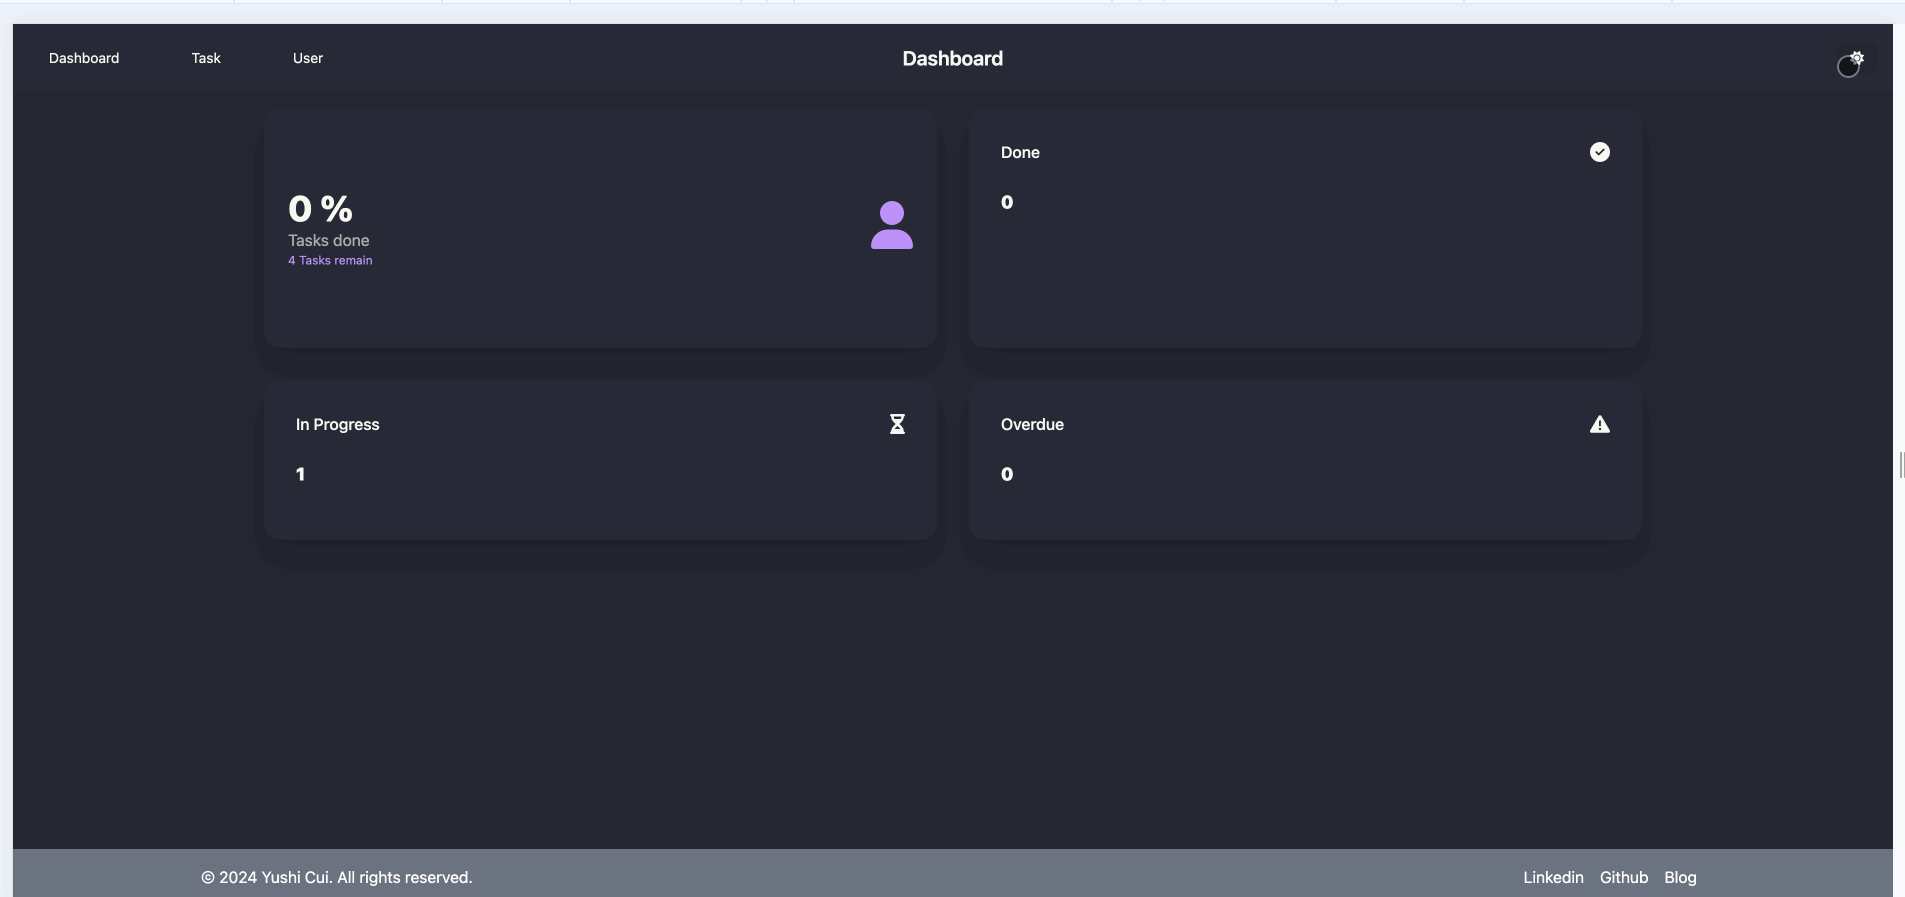 Dashboard
Task
User
Dashboard
0 %
Tasks done
4 Tasks remain
Done
0
In Progress
1
Overdue
0
© 2024 Yushi Cui. All rights reserved.
Linkedin
Github
Blog